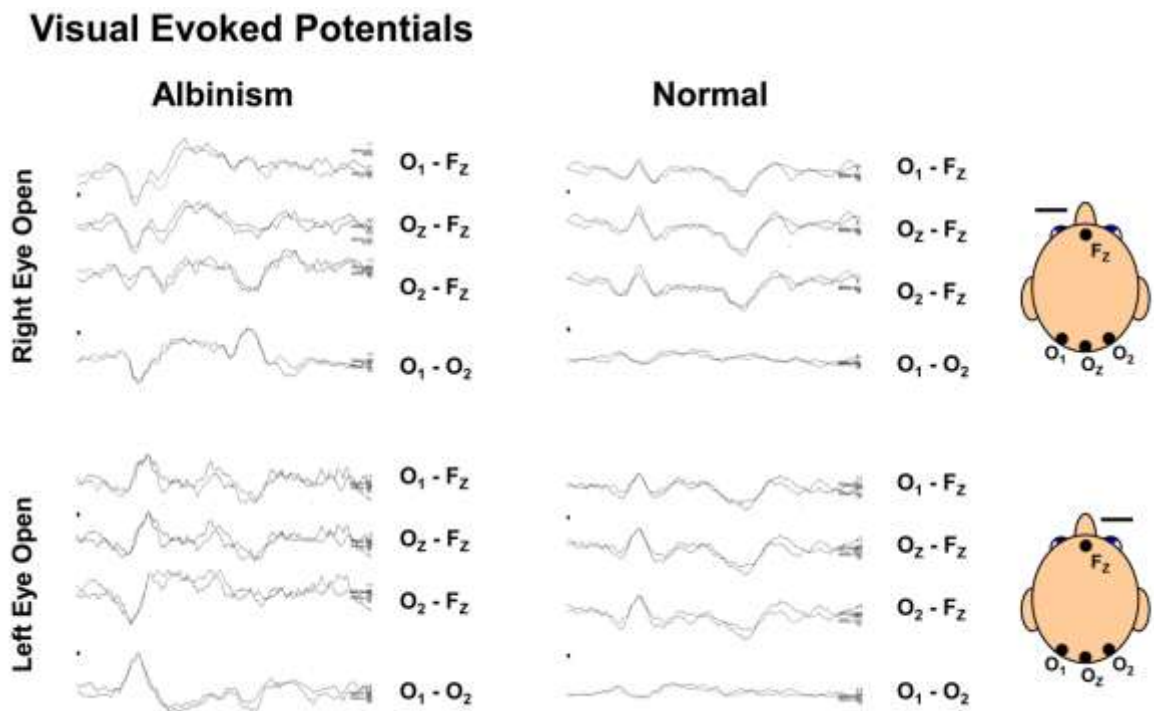 Visual Evoked Potentials
Albinism
Normal
Right Eye Open
O1 - FZ
OZ - FZ
O2 - FZ
O1 - O2
O1 - FZ
OZ - FZ
O2 - FZ
O1 - O2
FZ
O1
OZ
O2
Left Eye Open
O1 - FZ
OZ - FZ
O2 - FZ
O1 - O2
O1 - FZ
OZ - FZ
O2 - FZ
O1 - O2
FZ
O1
OZ
O2